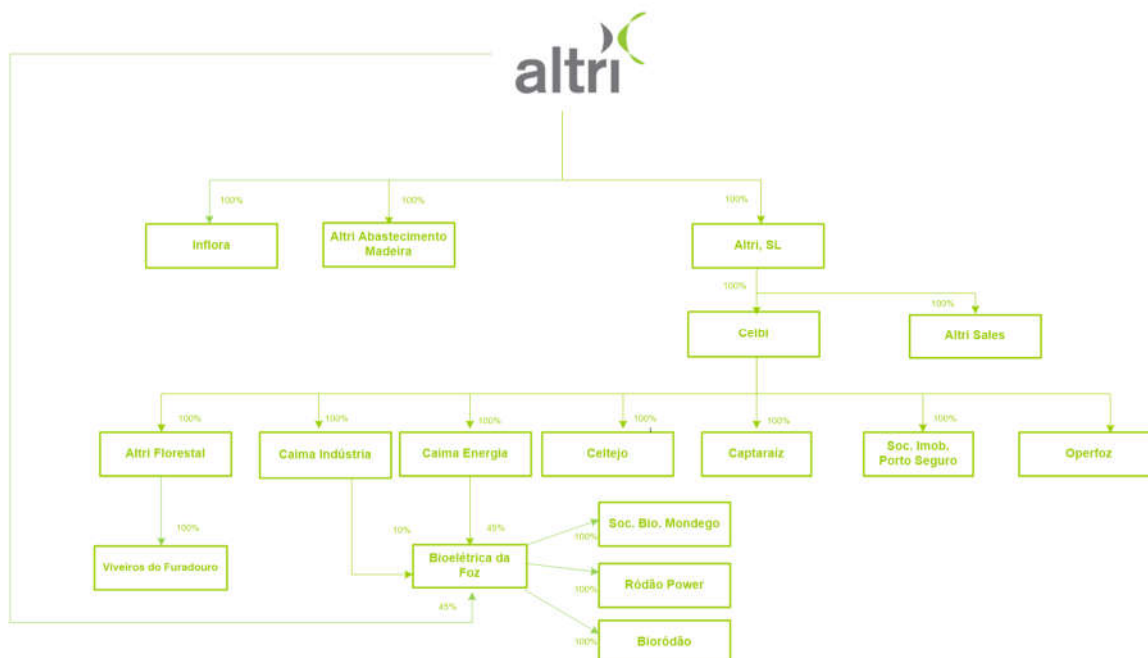 altri
100%
100%
100%
Inflora
Altri Abastecimento
Madeira
Altri, SL
100%
100%
Celbi
Altri Sales
100%
100%
100%
100%
100%
100%
Altri Florestal
Caima Indústria
Caima Energia
Celtejo
Captaraíz
Soc. Imob.
Porto Seguro
Operfoz
100%
10%
45%
Soc. Bio. Mondego
100%
Viveiros do Furadouro
Bioelétrica da
Foz
Ródão Power
100%
45%
100%
Bioródão